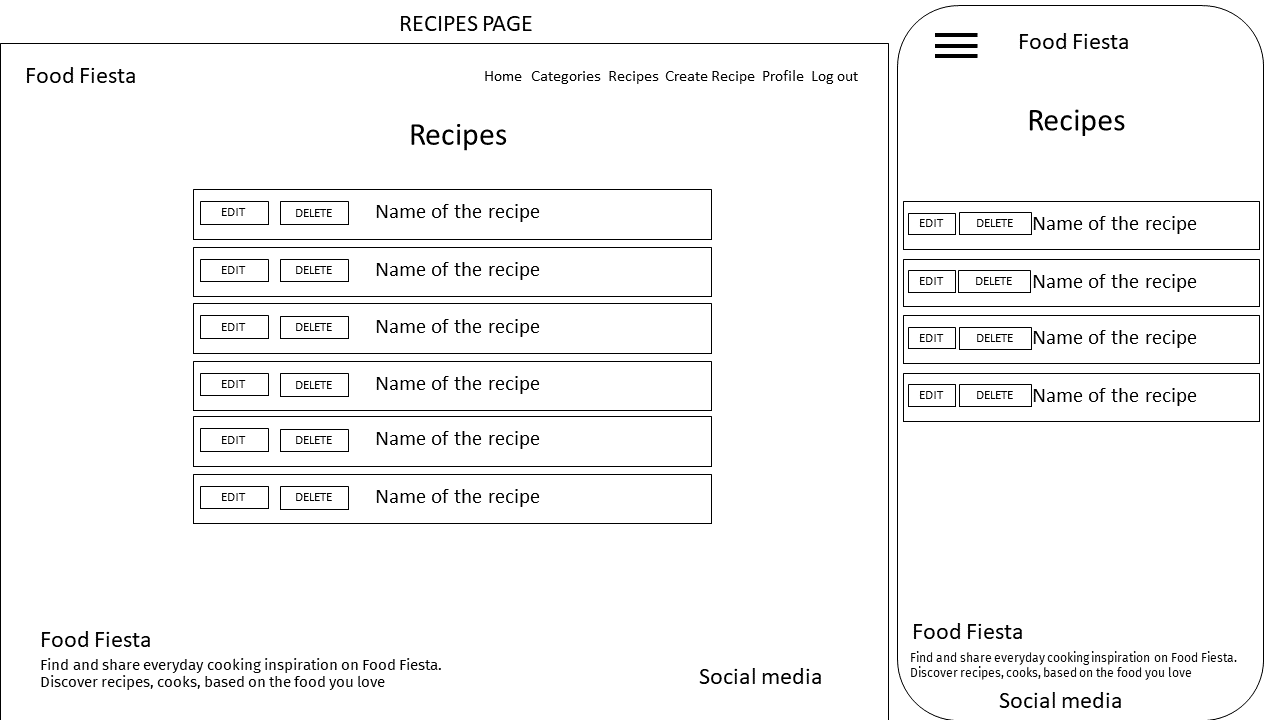 RECIPES PAGE
Food Fiesta
Home Categories Recipes Create Recipe Profile Log out
Recipes
EDIT DELETE Name of the recipe
EDIT DELETE Name of the recipe
EDIT DELETE Name of the recipe
EDIT DELETE Name of the recipe
EDIT DELETE Name of the recipe
EDIT DELETE Name of the recipe
Food Fiesta
Find and share everyday cooking inspiration on Food Fiesta.
Discover recipes, cooks, based on the food you love
Social media
Food Fiesta
Recipes
EDIT DELETE Name of the recipe
EDIT DELETE Name of the recipe
EDIT DELETE Name of the recipe
EDIT DELETE Name of the recipe
Food Fiesta
Find and share everyday cooking inspiration on Food Fiesta.
Discover recipes, cooks, based on the food you love
Social media